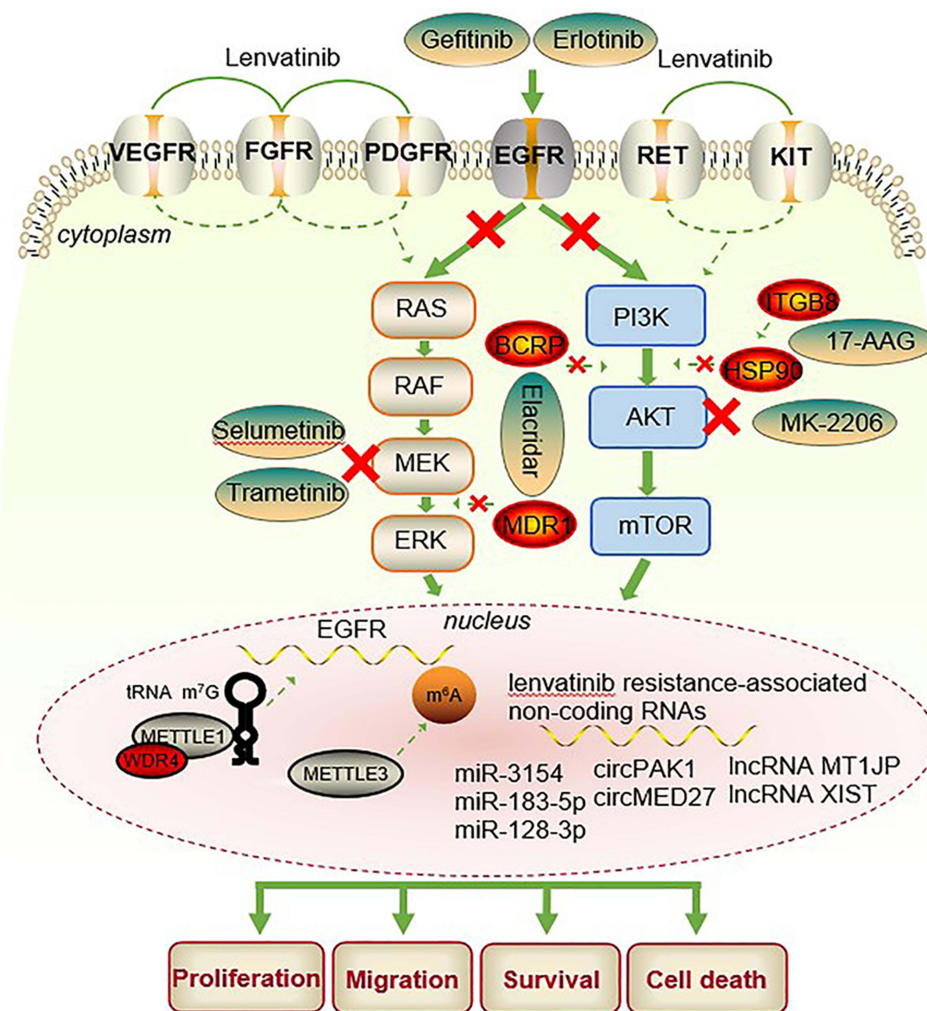 Gefitinib
Erlotinib
Lenvatinib
Lenvatinib
VEGFR
FGFR
PDGFR
EGFR
RET
KIT
cytoplasm
RAS
RAF
MEK
ERK
PI3K
AKT
mTOR
BCRP
Elacridar
MDR1
ITGB8
17-AAG
HSP90
MK-2206
Selumetinib
Trametinib
nucleus
EGFR
tRNA m⁷G
METTLE1
WDR4
m⁶A
METTLE3
lenvatinib resistance-associated
non-coding RNAs
miR-3154
miR-183-5p
miR-128-3p
circPAK1
circMED27
lncRNA MT1JP
lncRNA XIST
Proliferation
Migration
Survival
Cell death